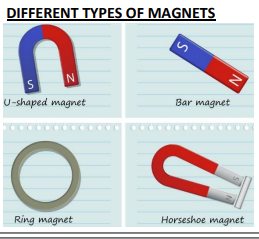 DIFFERENT TYPES OF MAGNETS
S N
U-shaped magnet
S N
Bar magnet
Ring magnet
Horseshoe magnet